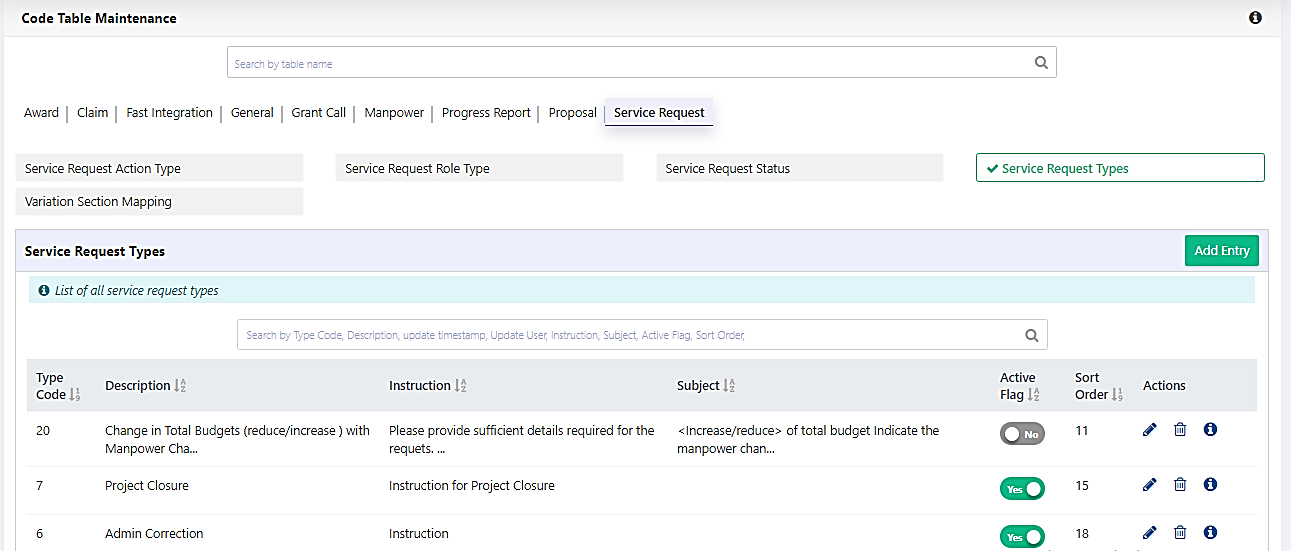 Code Table Maintenance
Search by table name
Award | Claim | Fast Integration | General | Grant Call | Manpower | Progress Report | Proposal | Service Request
Service Request Action Type
Service Request Role Type
Service Request Status
Service Request Types
Variation Section Mapping
Service Request Types
Add Entry
List of all service request types
Search by Type Code, Description, update timestamp, Update User, Instruction, Subject, Active Flag, Sort Order,
Type
Code
Description
Instruction
Subject
Active
Flag
Sort
Order
Actions
20
Change in Total Budgets (reduce/increase ) with
Manpower Cha...
Please provide sufficient details required for the
requets. ...
<Increase/reduce> of total budget Indicate the
manpower chan...
No
11
7
Project Closure
Instruction for Project Closure
Yes
15
6
Admin Correction
Instruction
Yes
18